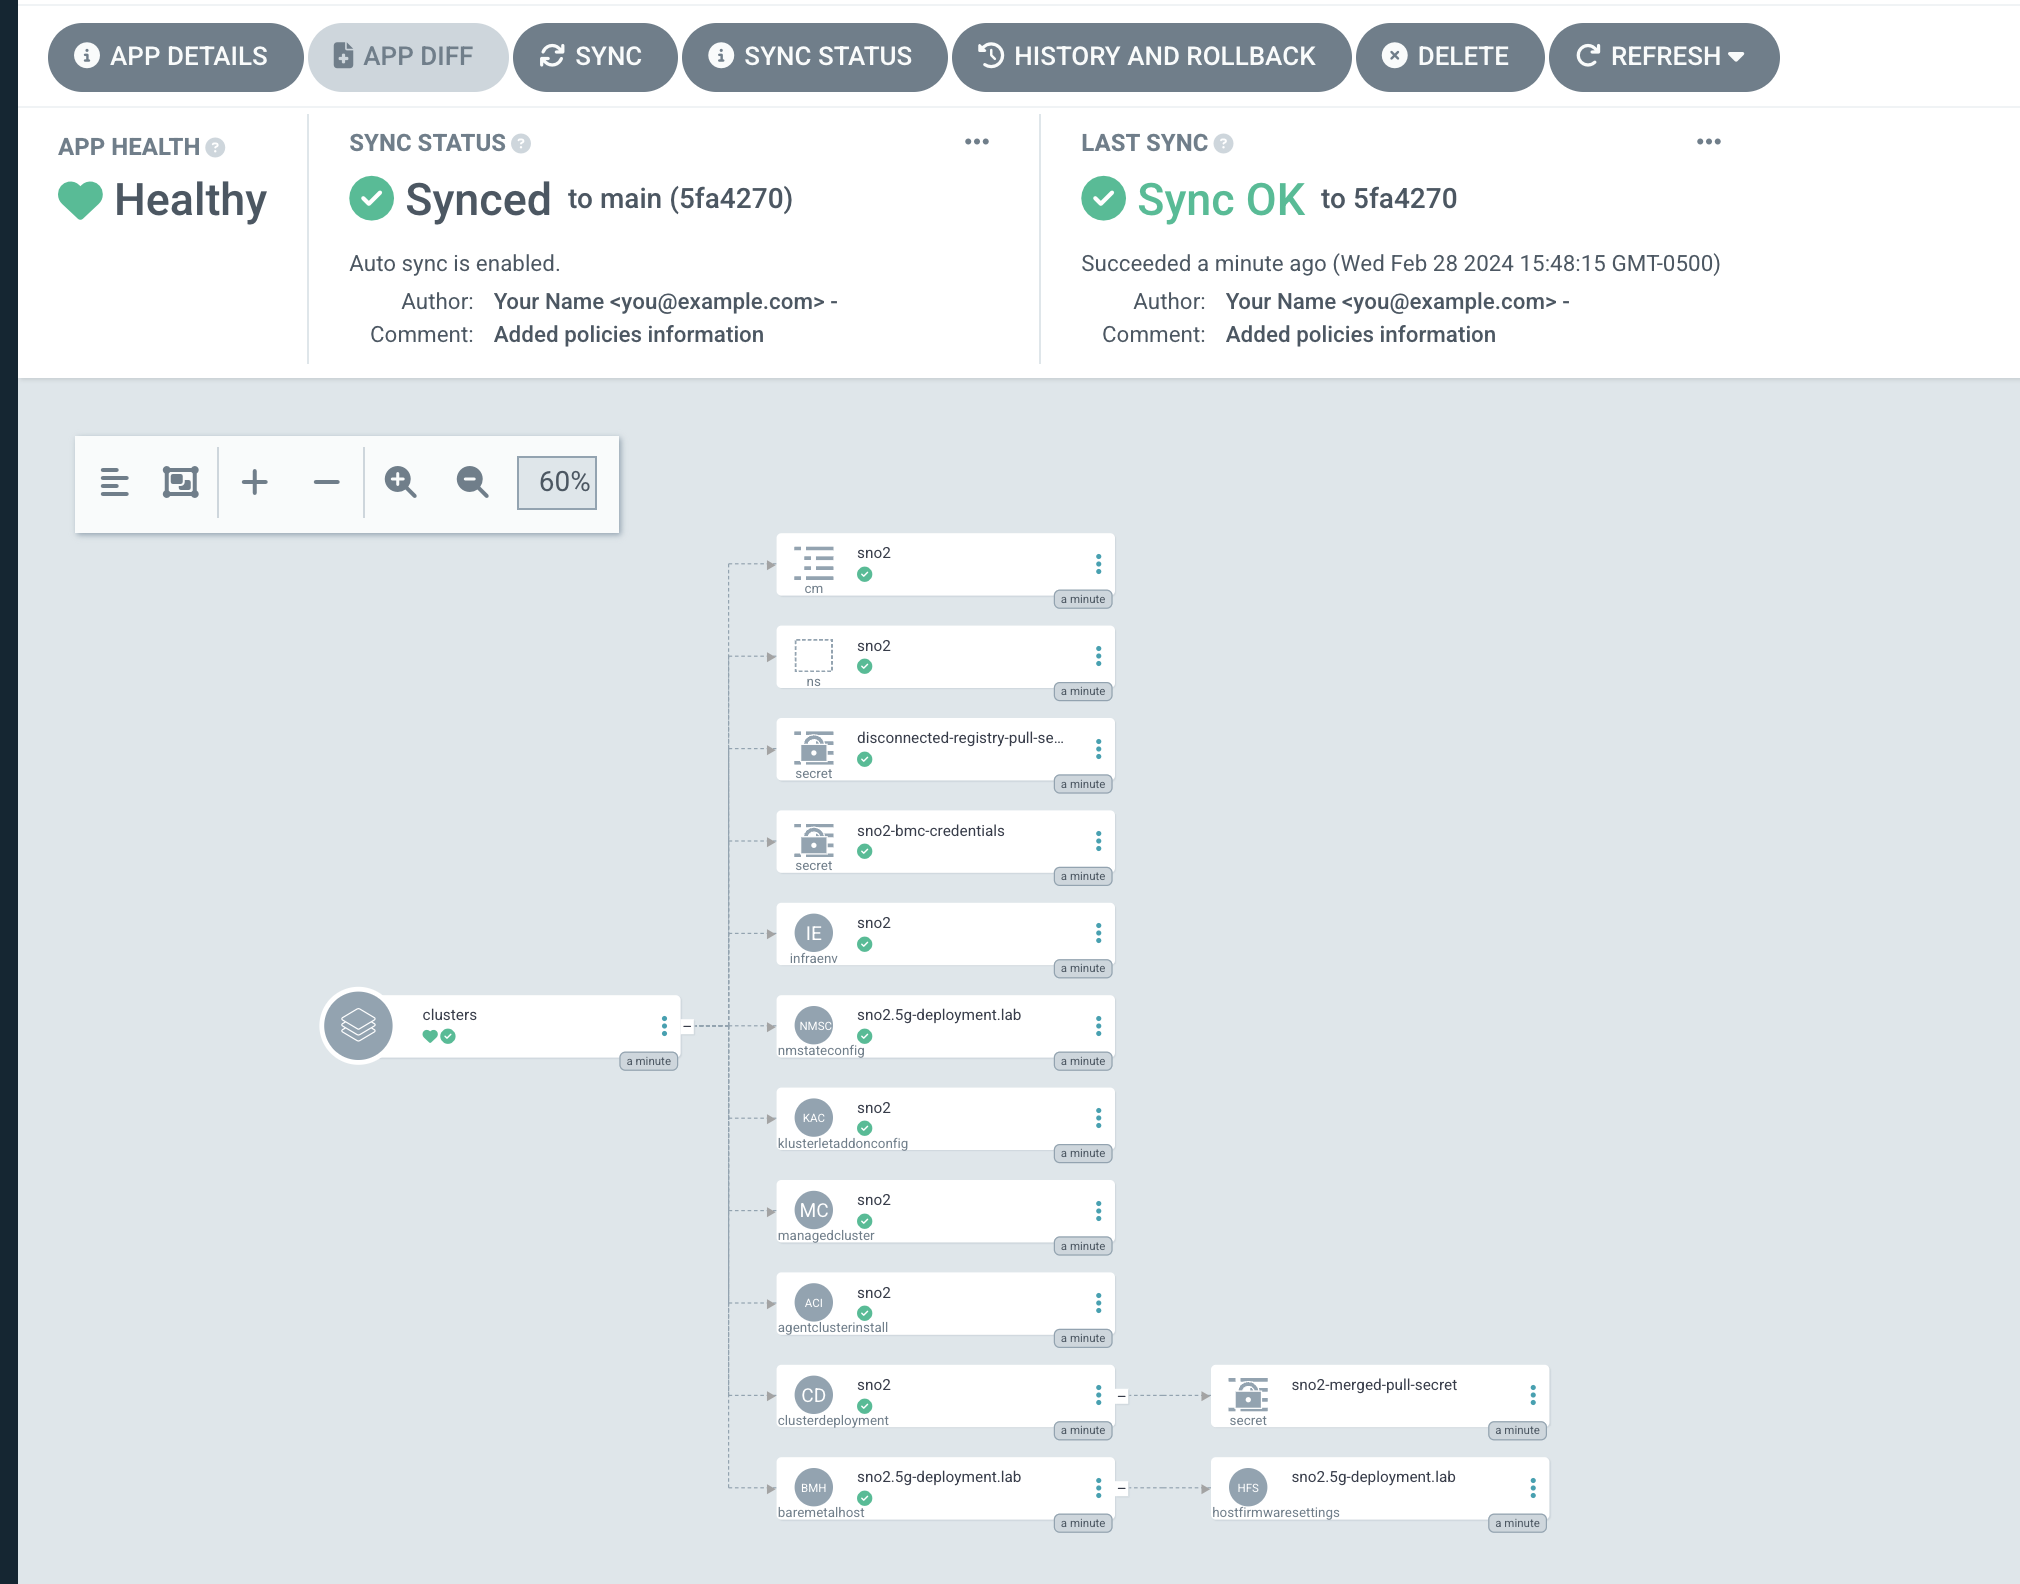 APP DETAILS
APP DIFF
SYNC
SYNC STATUS
HISTORY AND ROLLBACK
DELETE
REFRESH
APP HEALTH
Healthy
SYNC STATUS
Synced to main (5fa4270)
Auto sync is enabled.
Author: Your Name <you@example.com> -
Comment: Added policies information
LAST SYNC
Sync OK to 5fa4270
Succeeded a minute ago (Wed Feb 28 2024 15:48:15 GMT-0500)
Author: Your Name <you@example.com> -
Comment: Added policies information
60%
clusters
a minute
sno2
cm
a minute
sno2
ns
a minute
disconnected-registry-pull-se...
secret
a minute
sno2-bmc-credentials
secret
a minute
IE
sno2
infraenv
a minute
NMSC
sno2.5g-deployment.lab
nmstateconfig
a minute
KAC
sno2
klusterletaddonconfig
a minute
MC
sno2
managedcluster
a minute
ACI
sno2
agentclusterinstall
a minute
CD
sno2
clusterdeployment
a minute
sno2-merged-pull-secret
secret
a minute
BMH
sno2.5g-deployment.lab
baremetalhost
a minute
HFS
sno2.5g-deployment.lab
hostfirmwaresettings
a minute